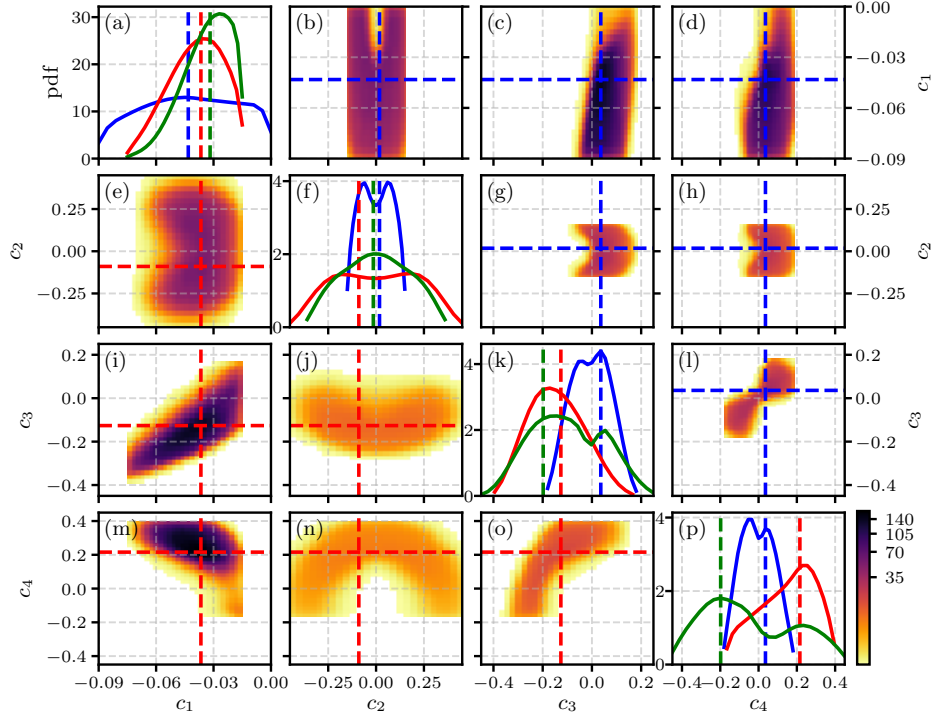 (a) (b) (c) (d) 0.00
30
20
10
0
pdf
−0.03
−0.06
−0.09
c1
(e) (f) (g) (h)
0.25
0.00
−0.25
c2
4
2
0
0.25
0.00
−0.25
c2
(i) (j) (k) (l)
0.2
0.0
−0.2
−0.4
c3
4
2
0
0.2
0.0
−0.2
−0.4
c3
(m) (n) (o) (p)
0.4
0.2
0.0
−0.2
−0.4
c4
4
2
0
140
105
70
35
−0.09 −0.06 −0.03 0.00
−0.25 0.00 0.25
−0.4 −0.2 0.0 0.2
−0.4 −0.2 0.0 0.2 0.4
c1 c2 c3 c4